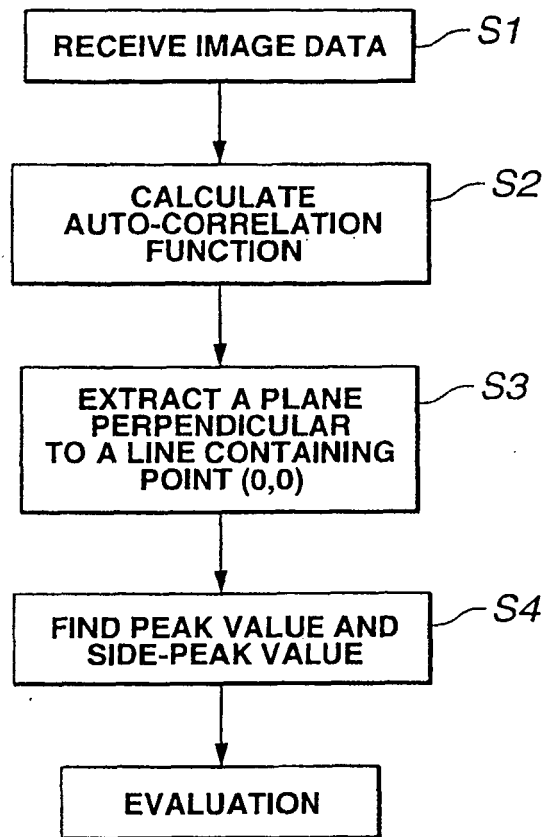 RECEIVE IMAGE DATA
S1
CALCULATE
AUTO-CORRELATION
FUNCTION
S2
EXTRACT A PLANE
PERPENDICULAR
TO A LINE CONTAINING
POINT (0,0)
S3
FIND PEAK VALUE AND
SIDE-PEAK VALUE
S4
EVALUATION